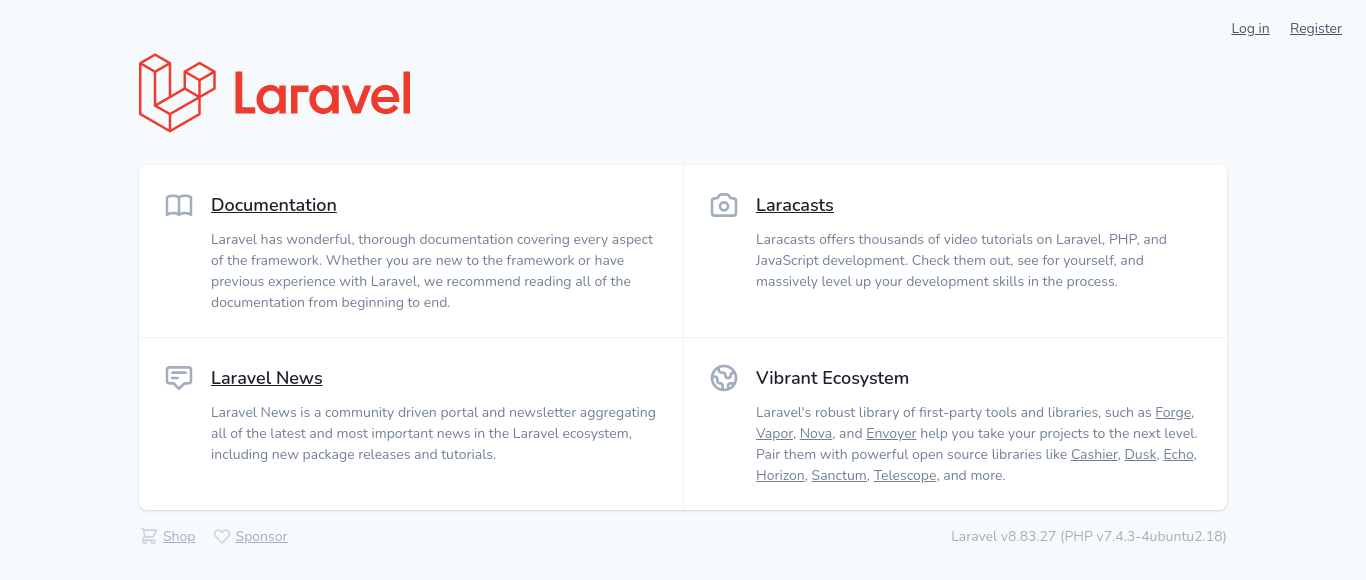 Log in Register
Laravel
Documentation
Laravel has wonderful, thorough documentation covering every aspect
of the framework. Whether you are new to the framework or have
previous experience with Laravel, we recommend reading all of the
documentation from beginning to end.
Laracasts
Laracasts offers thousands of video tutorials on Laravel, PHP, and
JavaScript development. Check them out, see for yourself, and
massively level up your development skills in the process.
Laravel News
Laravel News is a community driven portal and newsletter aggregating
all of the latest and most important news in the Laravel ecosystem,
including new package releases and tutorials.
Vibrant Ecosystem
Laravel's robust library of first-party tools and libraries, such as Forge,
Vapor, Nova, and Envoyer help you take your projects to the next level.
Pair them with powerful open source libraries like Cashier, Dusk, Echo,
Horizon, Sanctum, Telescope, and more.
Shop Sponsor
Laravel v8.83.27 (PHP v7.4.3-4ubuntu2.18)